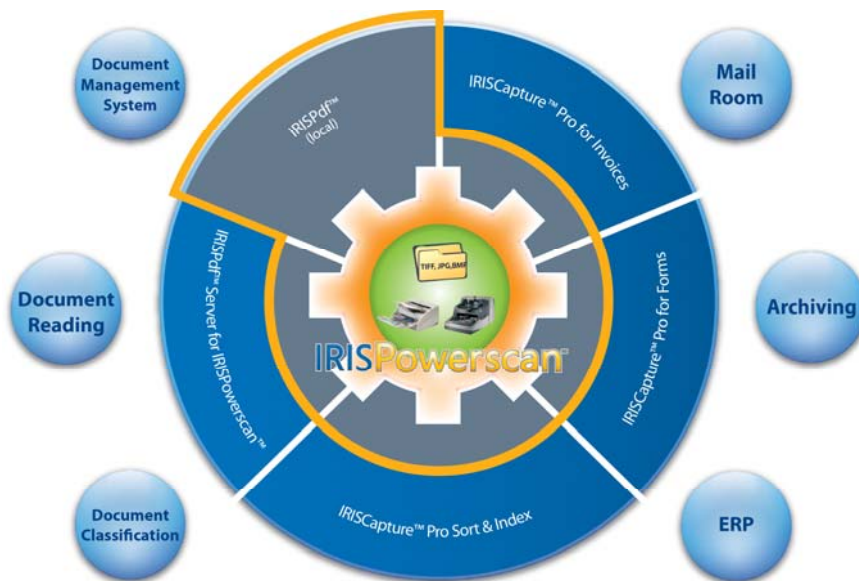 Document
Management
System
IRISPdf™
(local)
IRISCapture™ Pro for Invoices
Mail
Room
Document
Reading
IRISPdf™ Server for IRISPowerscan™
TIFF, JPG,BMP
IRISPowerscan™
IRISCapture™ Pro for Forms
Archiving
Document
Classification
IRISCapture™ Pro Sort & Index
ERP